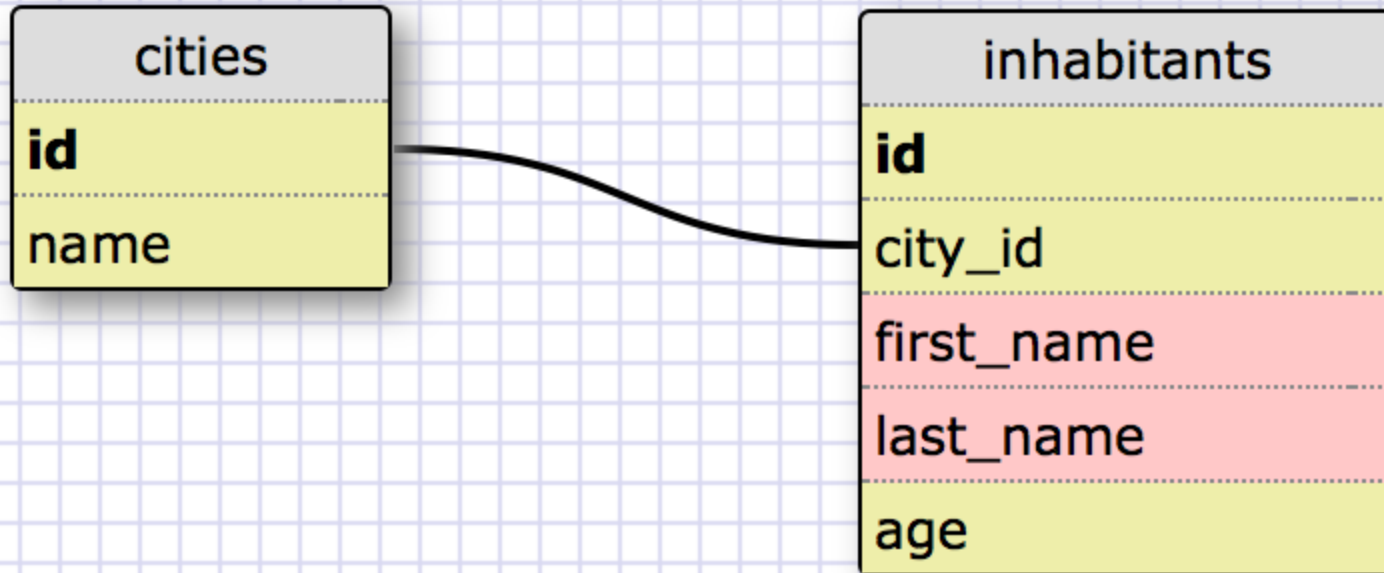 cities
id
name
inhabitants
id
city_id
first_name
last_name
age